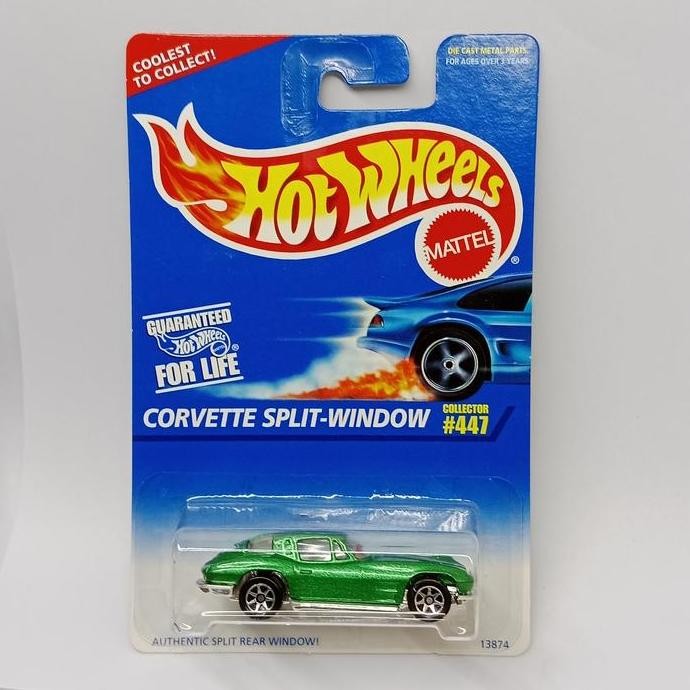 COOLEST
TO COLLECT!
DIE CAST METAL PARTS.
FOR AGES OVER 3 YEARS
HOT WHEELS
MATTEL
®
GUARANTEED
HOT WHEELS ®
FOR LIFE
CORVETTE SPLIT-WINDOW
COLLECTOR
#447
AUTHENTIC SPLIT REAR WINDOW!
13874